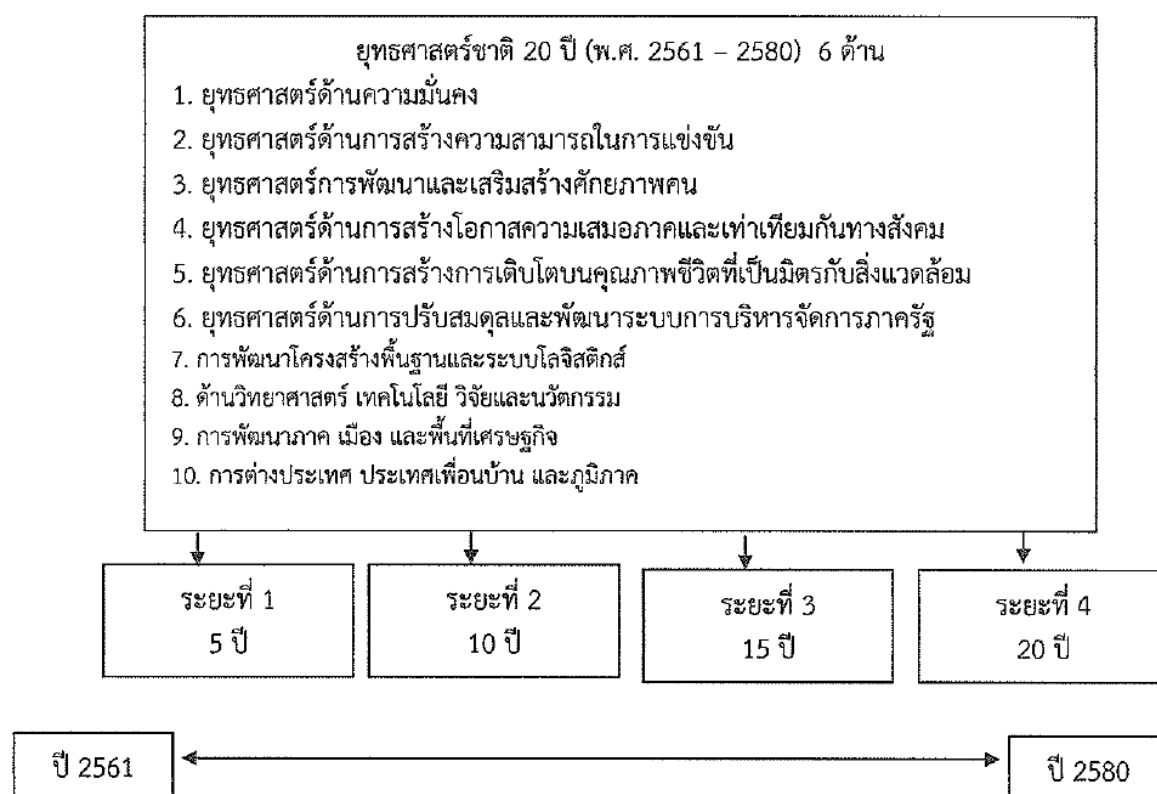 ยุทธศาสตร์ชาติ 20 ปี (พ.ศ. 2561 – 2580) 6 ด้าน
1. ยุทธศาสตร์ด้านความมั่นคง
2. ยุทธศาสตร์ด้านการสร้างความสามารถในการแข่งขัน
3. ยุทธศาสตร์การพัฒนาและเสริมสร้างศักยภาพคน
4. ยุทธศาสตร์ด้านการสร้างโอกาสความเสมอภาคและเท่าเทียมกันทางสังคม
5. ยุทธศาสตร์ด้านการสร้างการเติบโตบนคุณภาพชีวิตที่เป็นมิตรกับสิ่งแวดล้อม
6. ยุทธศาสตร์ด้านการปรับสมดุลและพัฒนาระบบการบริหารจัดการภาครัฐ
7. การพัฒนาโครงสร้างพื้นฐานและระบบโลจิสติกส์
8. ด้านวิทยาศาสตร์ เทคโนโลยี วิจัยและนวัตกรรม
9. การพัฒนาภาค เมือง และพื้นที่เศรษฐกิจ
10. การต่างประเทศ ประเทศเพื่อนบ้าน และภูมิภาค
ระยะที่ 1
5 ปี
ระยะที่ 2
10 ปี
ระยะที่ 3
15 ปี
ระยะที่ 4
20 ปี
ปี 2561
ปี 2580